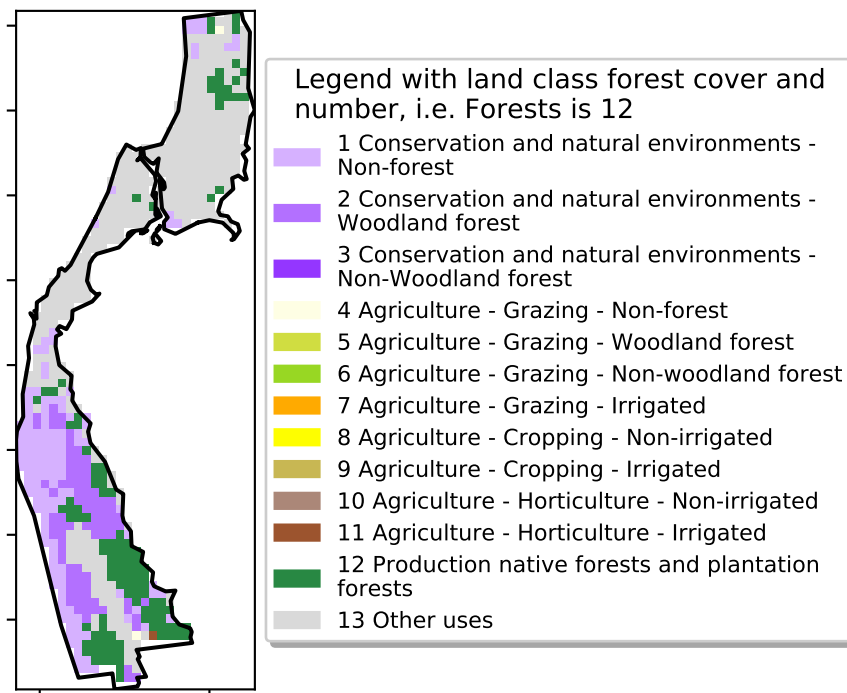 Legend with land class forest cover and
number, i.e. Forests is 12
1 Conservation and natural environments -
Non-forest
2 Conservation and natural environments -
Woodland forest
3 Conservation and natural environments -
Non-Woodland forest
4 Agriculture - Grazing - Non-forest
5 Agriculture - Grazing - Woodland forest
6 Agriculture - Grazing - Non-woodland forest
7 Agriculture - Grazing - Irrigated
8 Agriculture - Cropping - Non-irrigated
9 Agriculture - Cropping - Irrigated
10 Agriculture - Horticulture - Non-irrigated
11 Agriculture - Horticulture - Irrigated
12 Production native forests and plantation
forests
13 Other uses